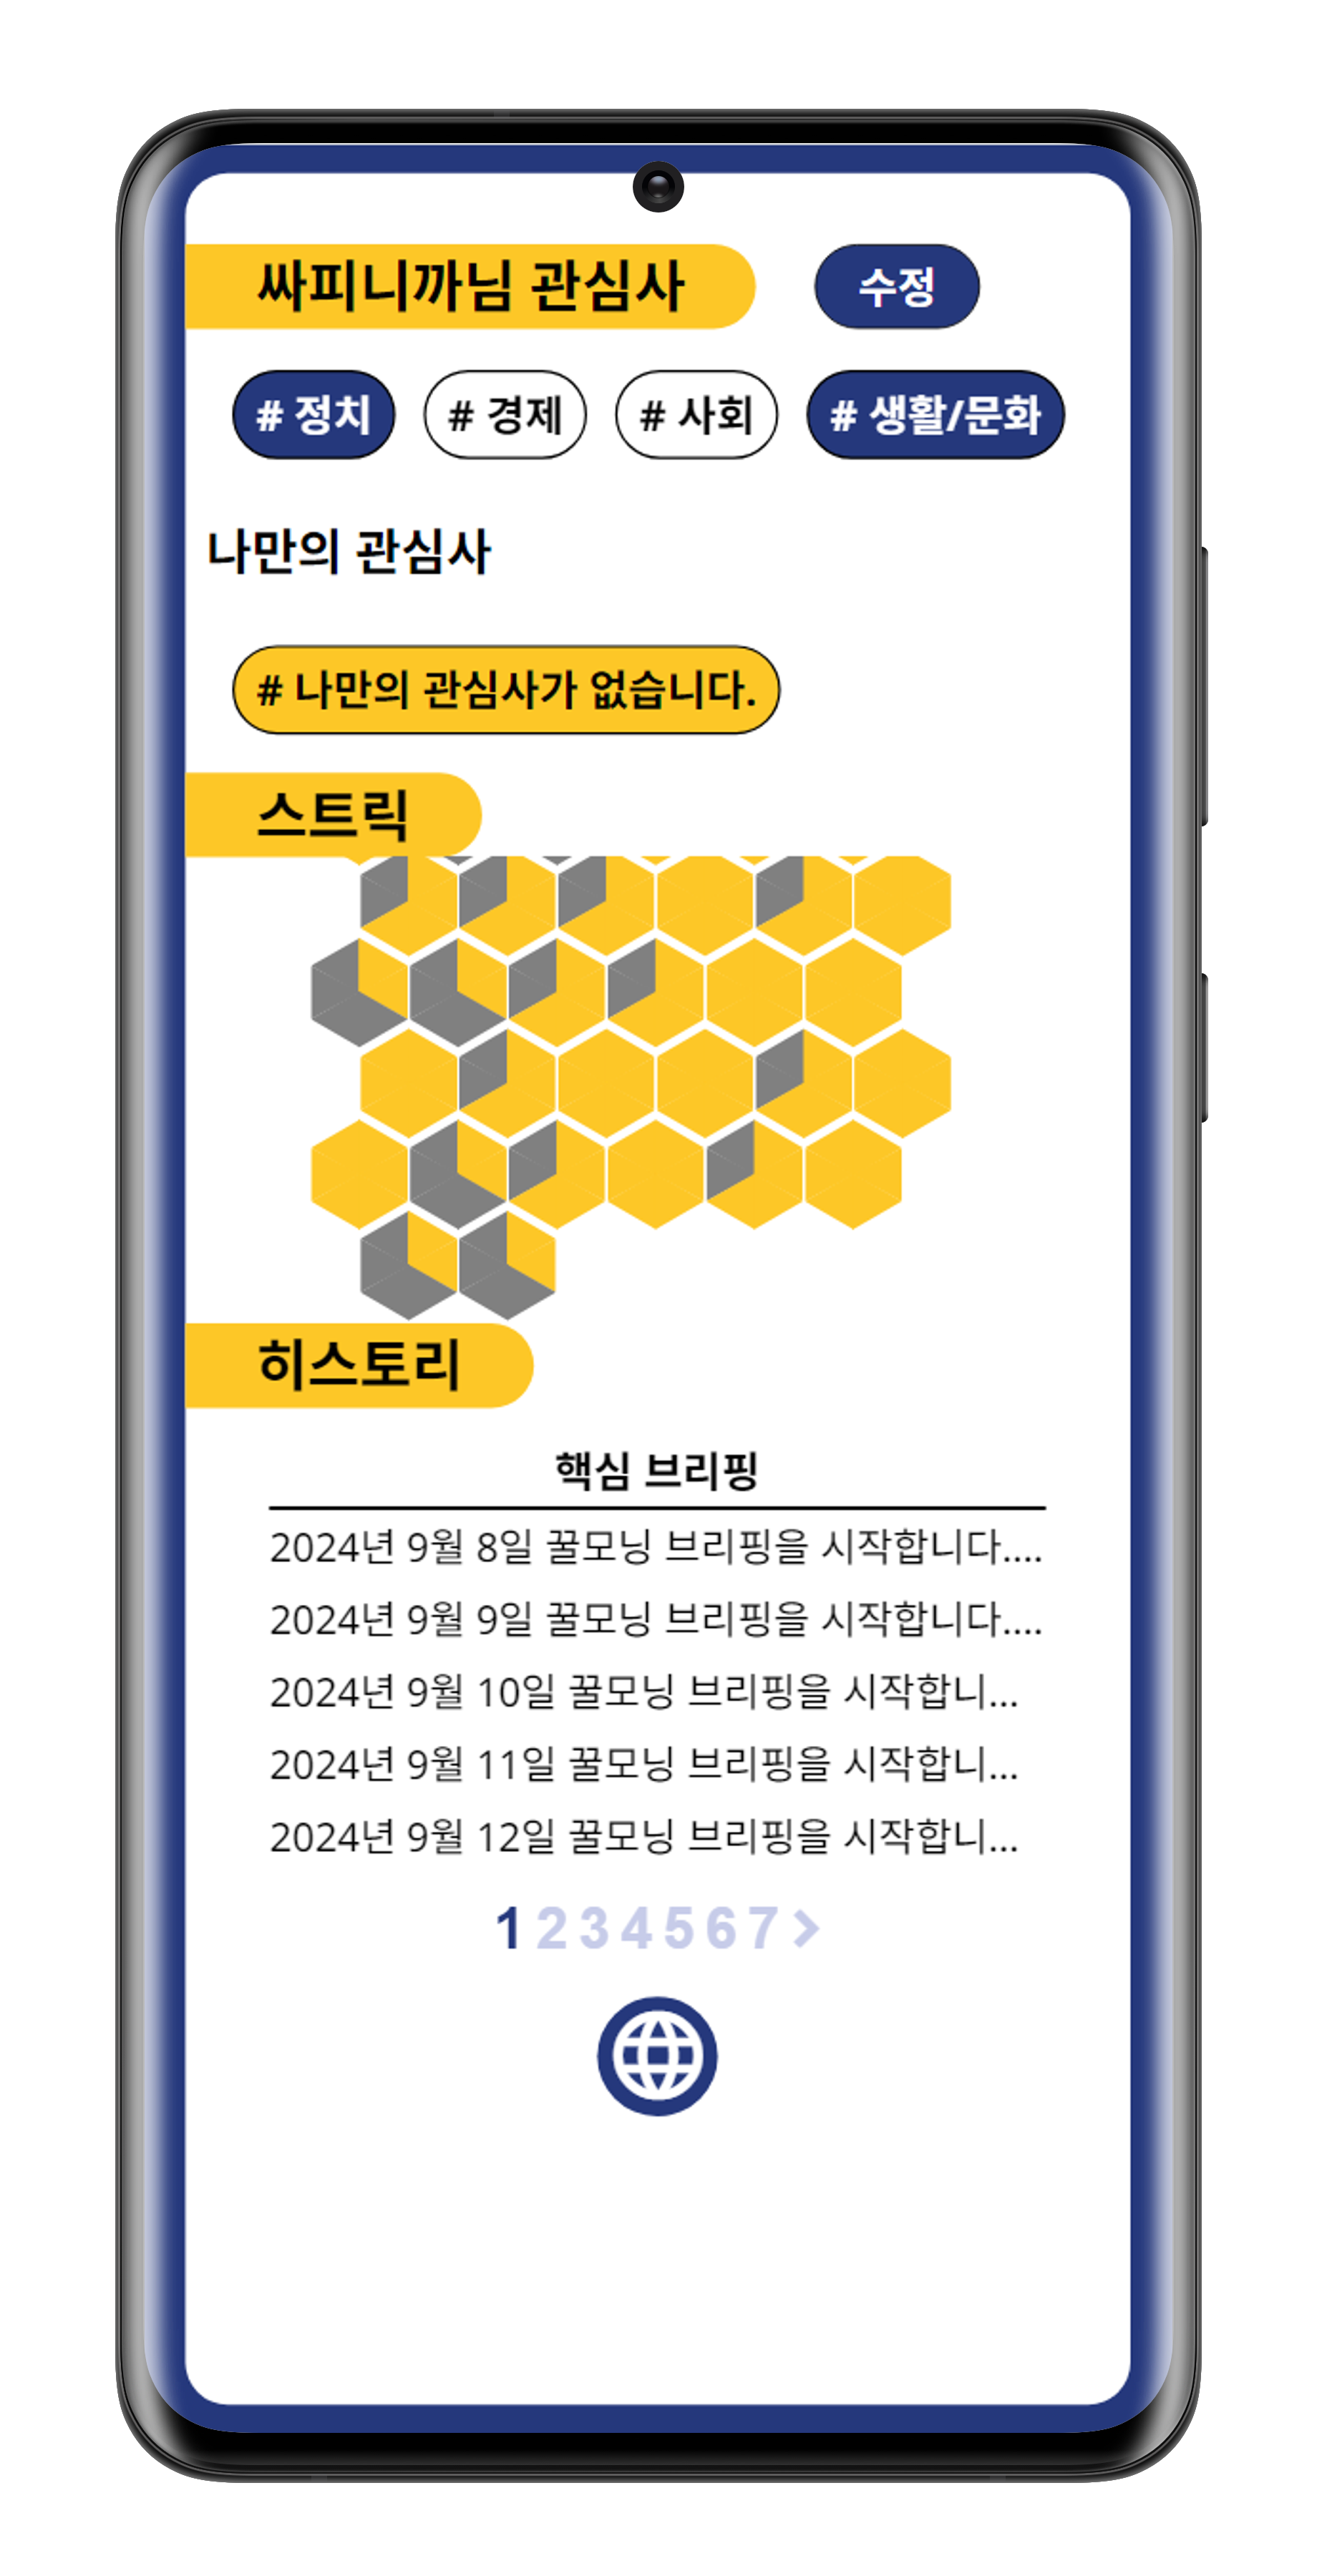 싸피니까님 관심사 수정
# 정치 # 경제 # 사회 # 생활/문화
나만의 관심사
# 나만의 관심사가 없습니다.
스트릭
히스토리
핵심 브리핑
2024년 9월 8일 꿀모닝 브리핑을 시작합니다....
2024년 9월 9일 꿀모닝 브리핑을 시작합니다....
2024년 9월 10일 꿀모닝 브리핑을 시작합니...
2024년 9월 11일 꿀모닝 브리핑을 시작합니...
2024년 9월 12일 꿀모닝 브리핑을 시작합니...
1 2 3 4 5 6 7 >